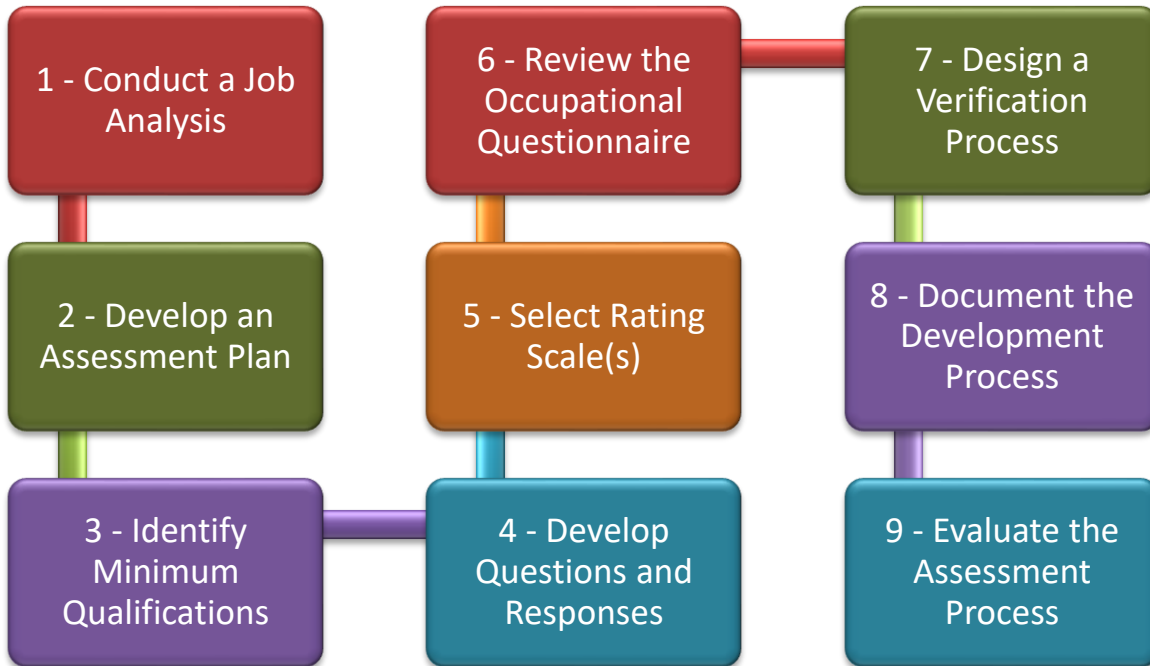 1 - Conduct a Job
Analysis
2 - Develop an
Assessment Plan
3 - Identify
Minimum
Qualifications
4 - Develop
Questions and
Responses
5 - Select Rating
Scale(s)
6 - Review the
Occupational
Questionnaire
7 - Design a
Verification
Process
8 - Document the
Development
Process
9 - Evaluate the
Assessment
Process